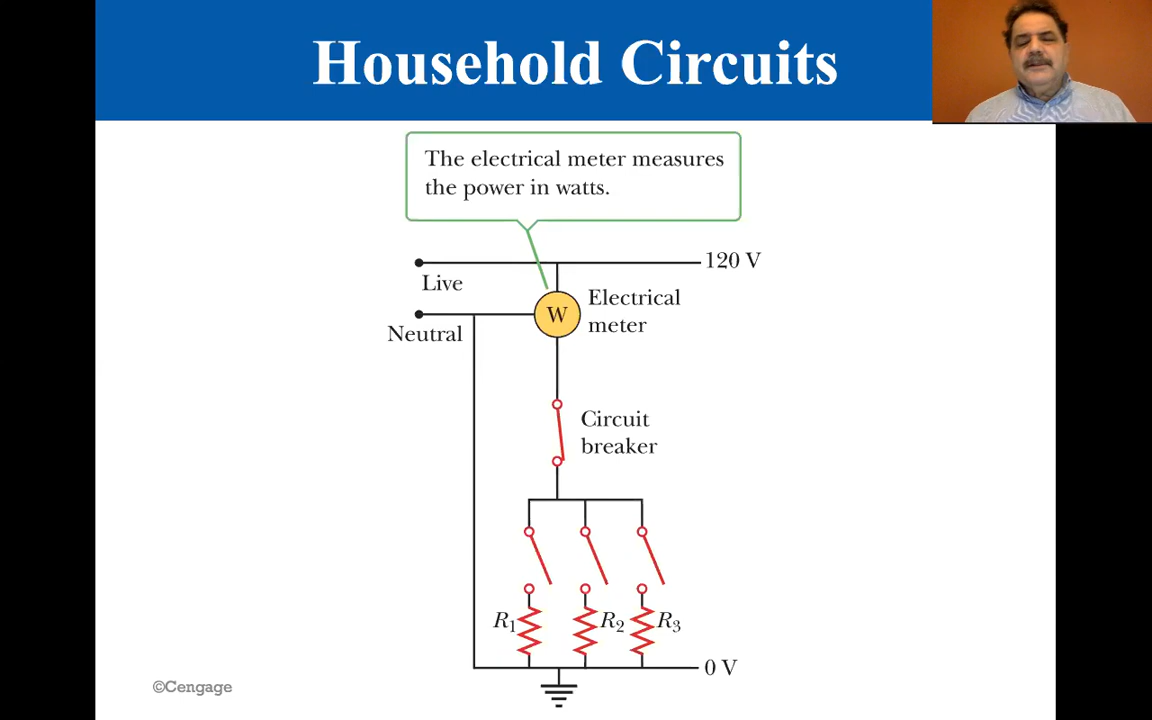 Household Circuits
The electrical meter measures
the power in watts.
120 V
Live
W
Electrical
meter
Neutral
Circuit
breaker
R1
R2
R3
0 V
©Cengage